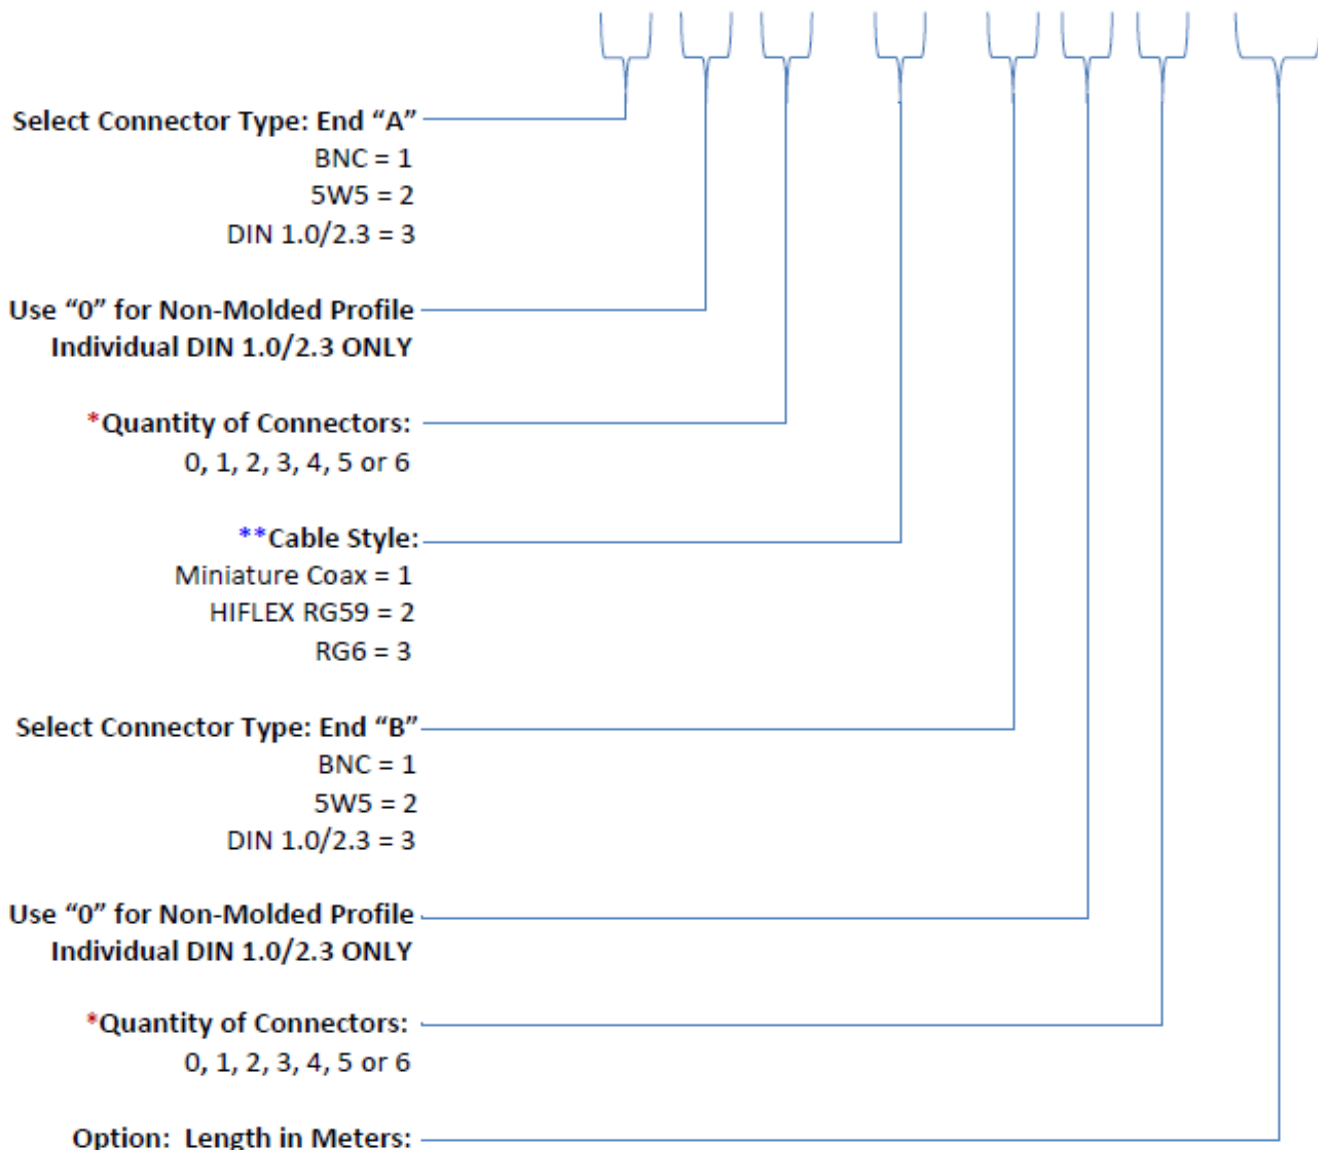 Select Connector Type: End “A”
BNC = 1
5W5 = 2
DIN 1.0/2.3 = 3
Use “0” for Non-Molded Profile
Individual DIN 1.0/2.3 ONLY
*Quantity of Connectors:
0, 1, 2, 3, 4, 5 or 6
**Cable Style:
Miniature Coax = 1
HIFLEX RG59 = 2
RG6 = 3
Select Connector Type: End “B”
BNC = 1
5W5 = 2
DIN 1.0/2.3 = 3
Use “0” for Non-Molded Profile
Individual DIN 1.0/2.3 ONLY
*Quantity of Connectors:
0, 1, 2, 3, 4, 5 or 6
Option: Length in Meters: